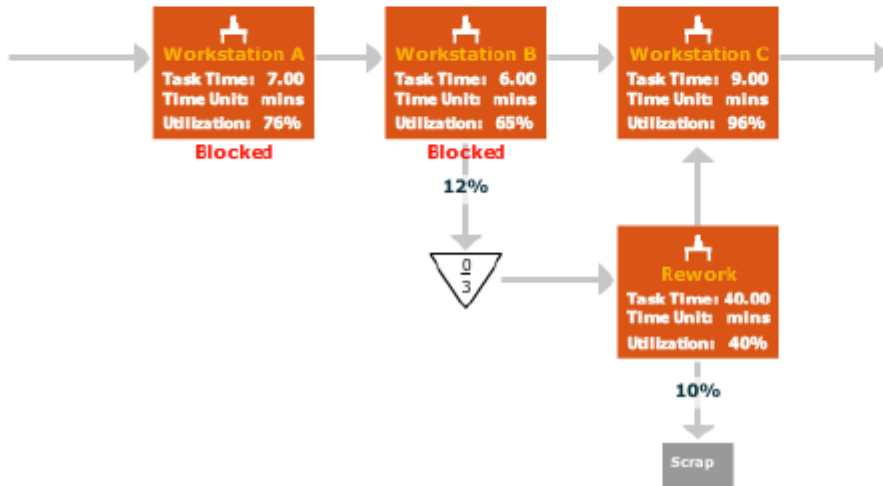 Workstation A
Task Time: 7.00
Time Unit: mins
Utilization: 76%
Blocked
Workstation B
Task Time: 6.00
Time Unit: mins
Utilization: 65%
Blocked
Workstation C
Task Time: 9.00
Time Unit: mins
Utilization: 96%
12%
0
3
Rework
Task Time: 40.00
Time Unit: mins
Utilization: 40%
10%
Scrap